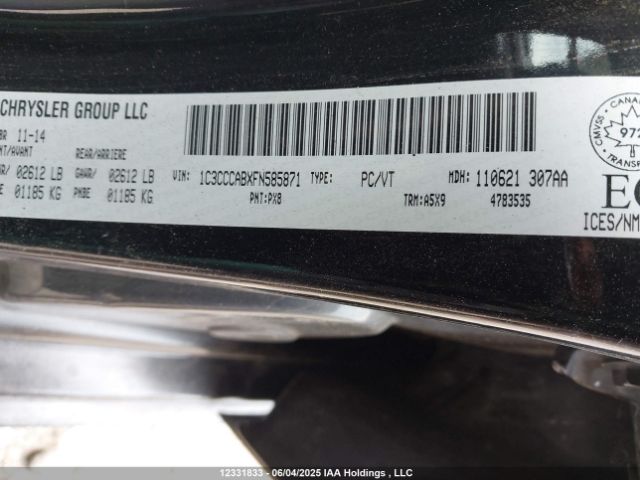 CHRYSLER GROUP LLC
11-14
REAR/ARRIERE
02612 LB GAWR/ 02612 LB
01185 KG PNBE 01185 KG
VIN: 1C3CCCABXFN585871 TYPE: PC/VT MDH: 110621 307AA
PNT:PX8 TRM:A5X9 4783535
CMVSS
CANADA
ICES/NM
12331833 — 06/04/2025 IAA Holdings , LLC